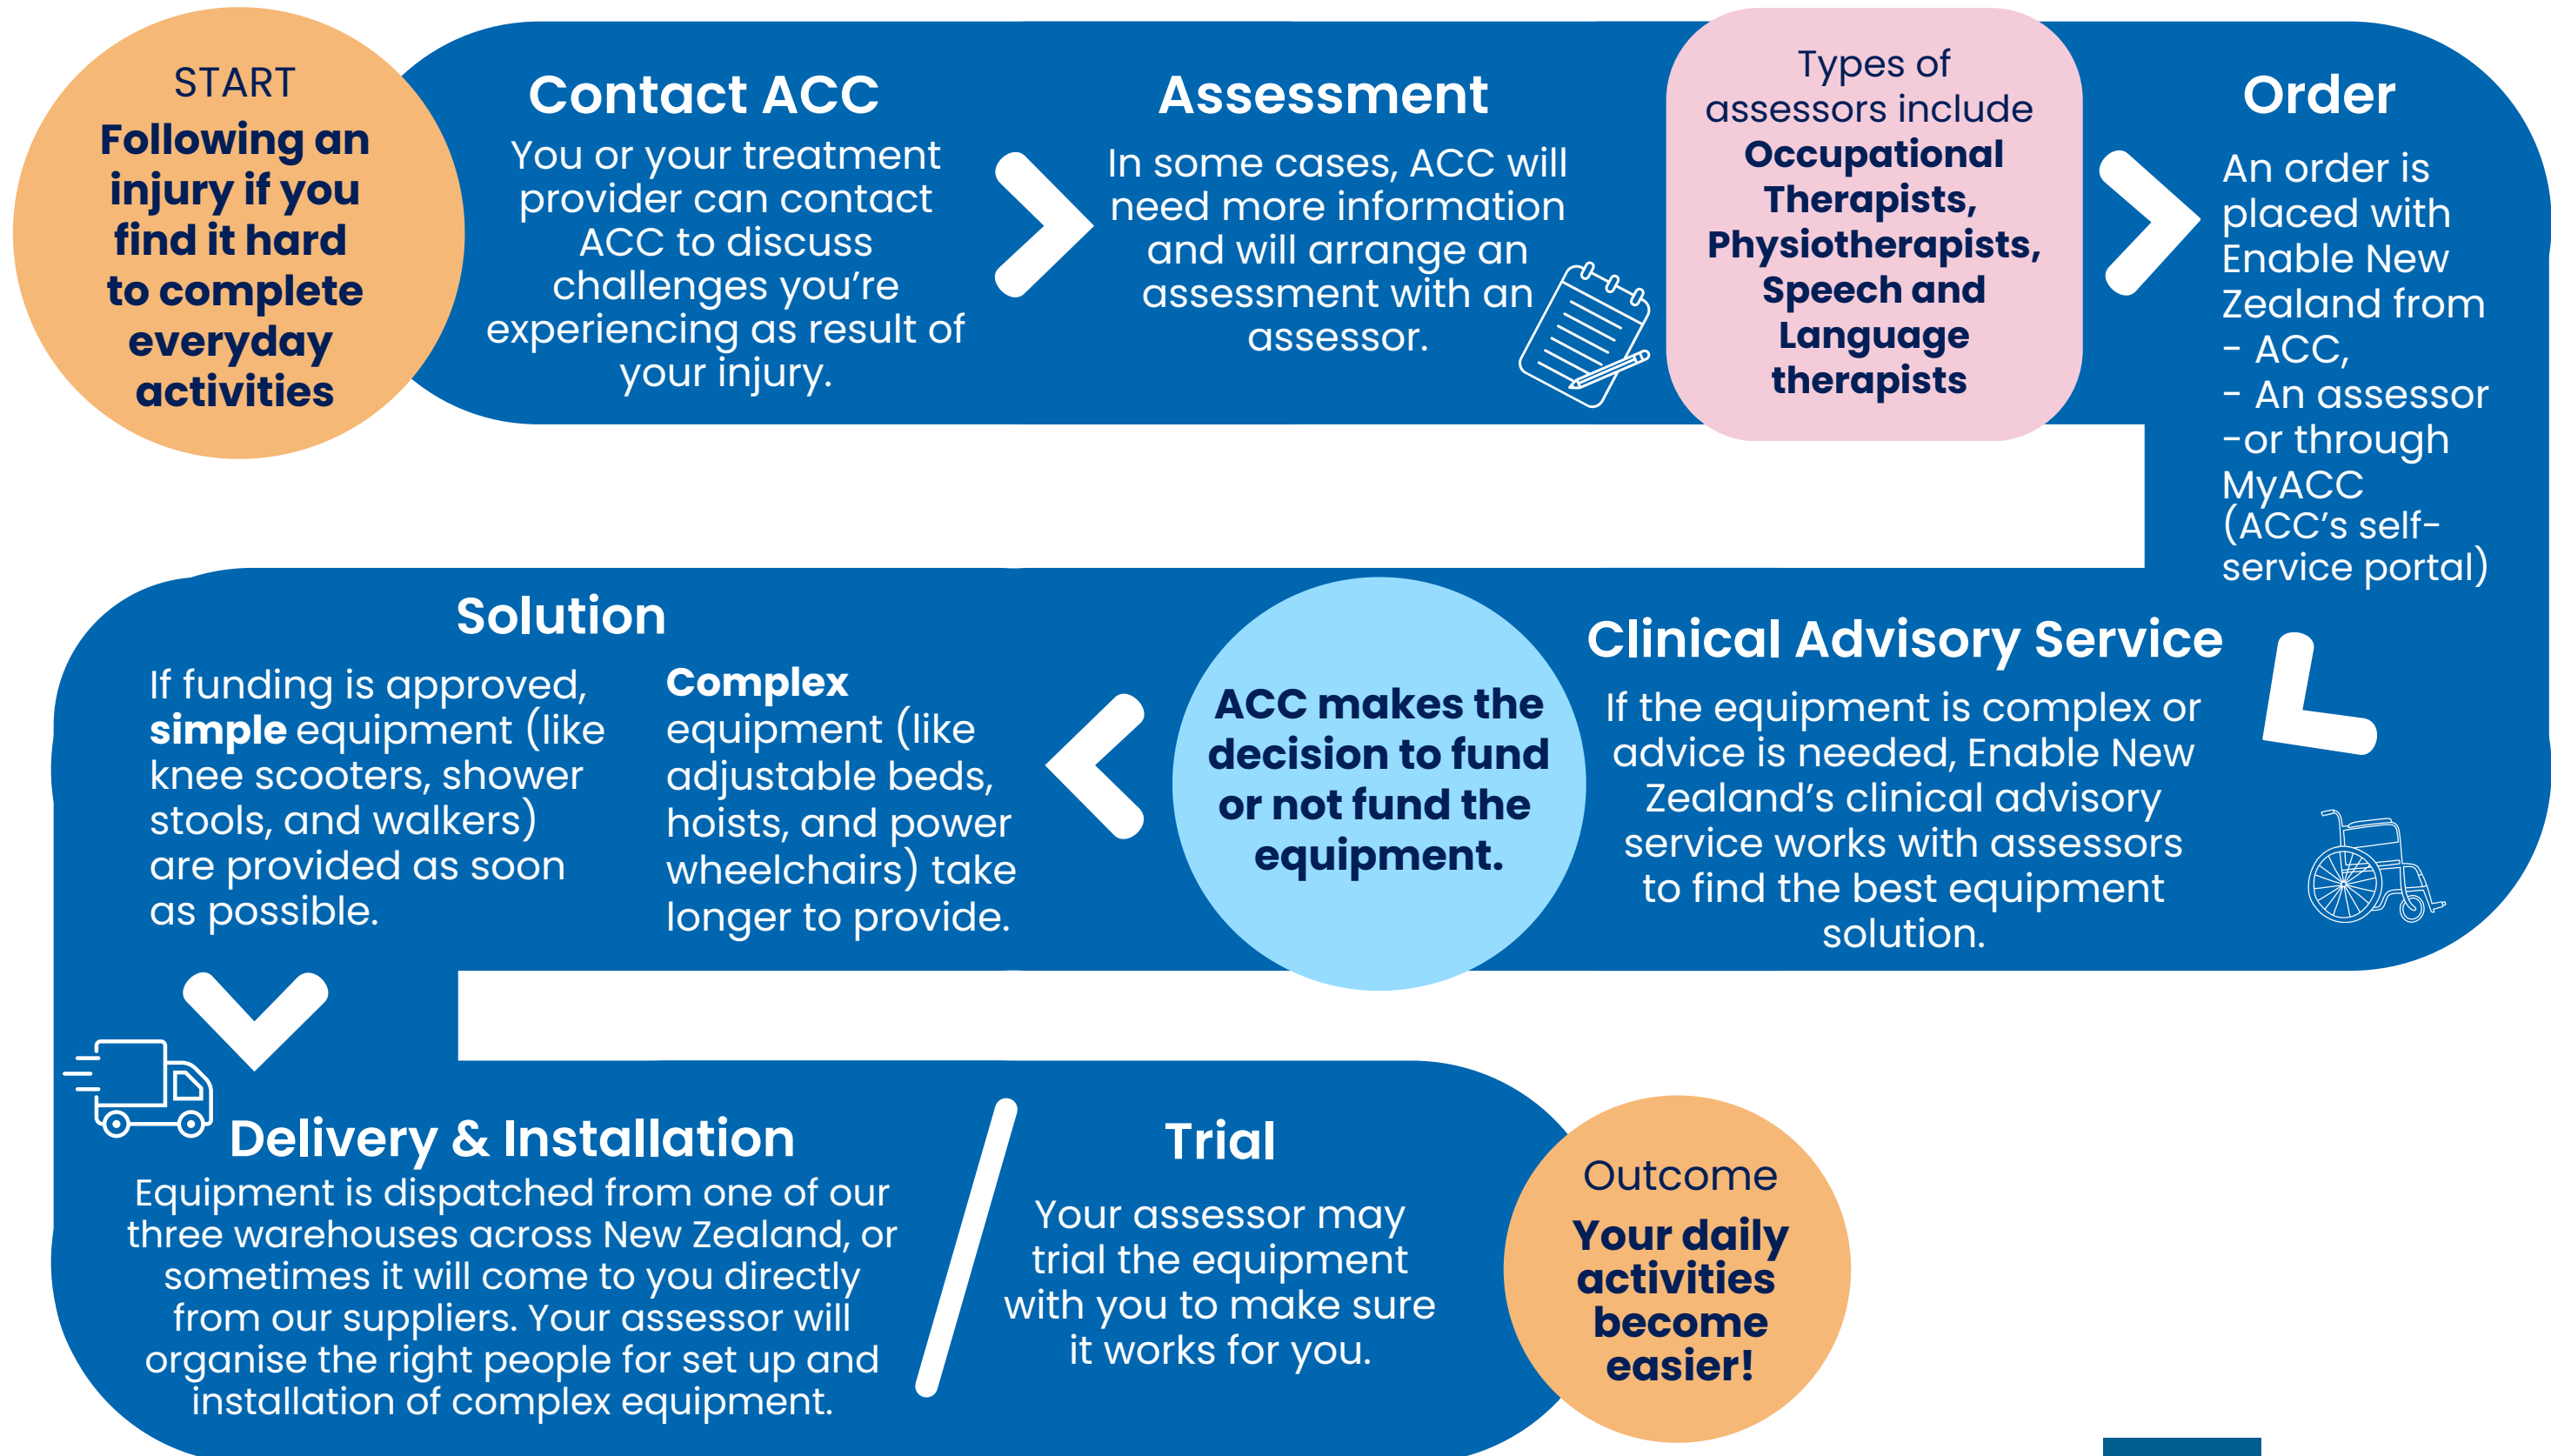 START
Following an
injury if you
find it hard
to complete
everyday
activities
Contact ACC
You or your treatment
provider can contact
ACC to discuss
challenges you're
experiencing as result of
your injury.
Assessment
In some cases, ACC will
need more information
and will arrange an
assessment with an
assessor.
Types of
assessors include
Occupational
Therapists,
Physiotherapists,
Speech and
Language
therapists
Order
An order is
placed with
Enable New
Zealand from
- ACC,
- An assessor
-or through
MyACC
(ACC's self-
service portal)
Clinical Advisory Service
If the equipment is complex or
advice is needed, Enable New
Zealand's clinical advisory
service works with assessors
to find the best equipment
solution.
ACC makes the
decision to fund
or not fund the
equipment.
Solution
If funding is approved,
simple equipment (like
knee scooters, shower
stools, and walkers)
are provided as soon
as possible.
Complex
equipment (like
adjustable beds,
hoists, and power
wheelchairs) take
longer to provide.
Delivery & Installation
Equipment is dispatched from one of our
three warehouses across New Zealand, or
sometimes it will come to you directly
from our suppliers. Your assessor will
organise the right people for set up and
installation of complex equipment.
Trial
Your assessor may
trial the equipment
with you to make sure
it works for you.
Outcome
Your daily
activities
become
easier!